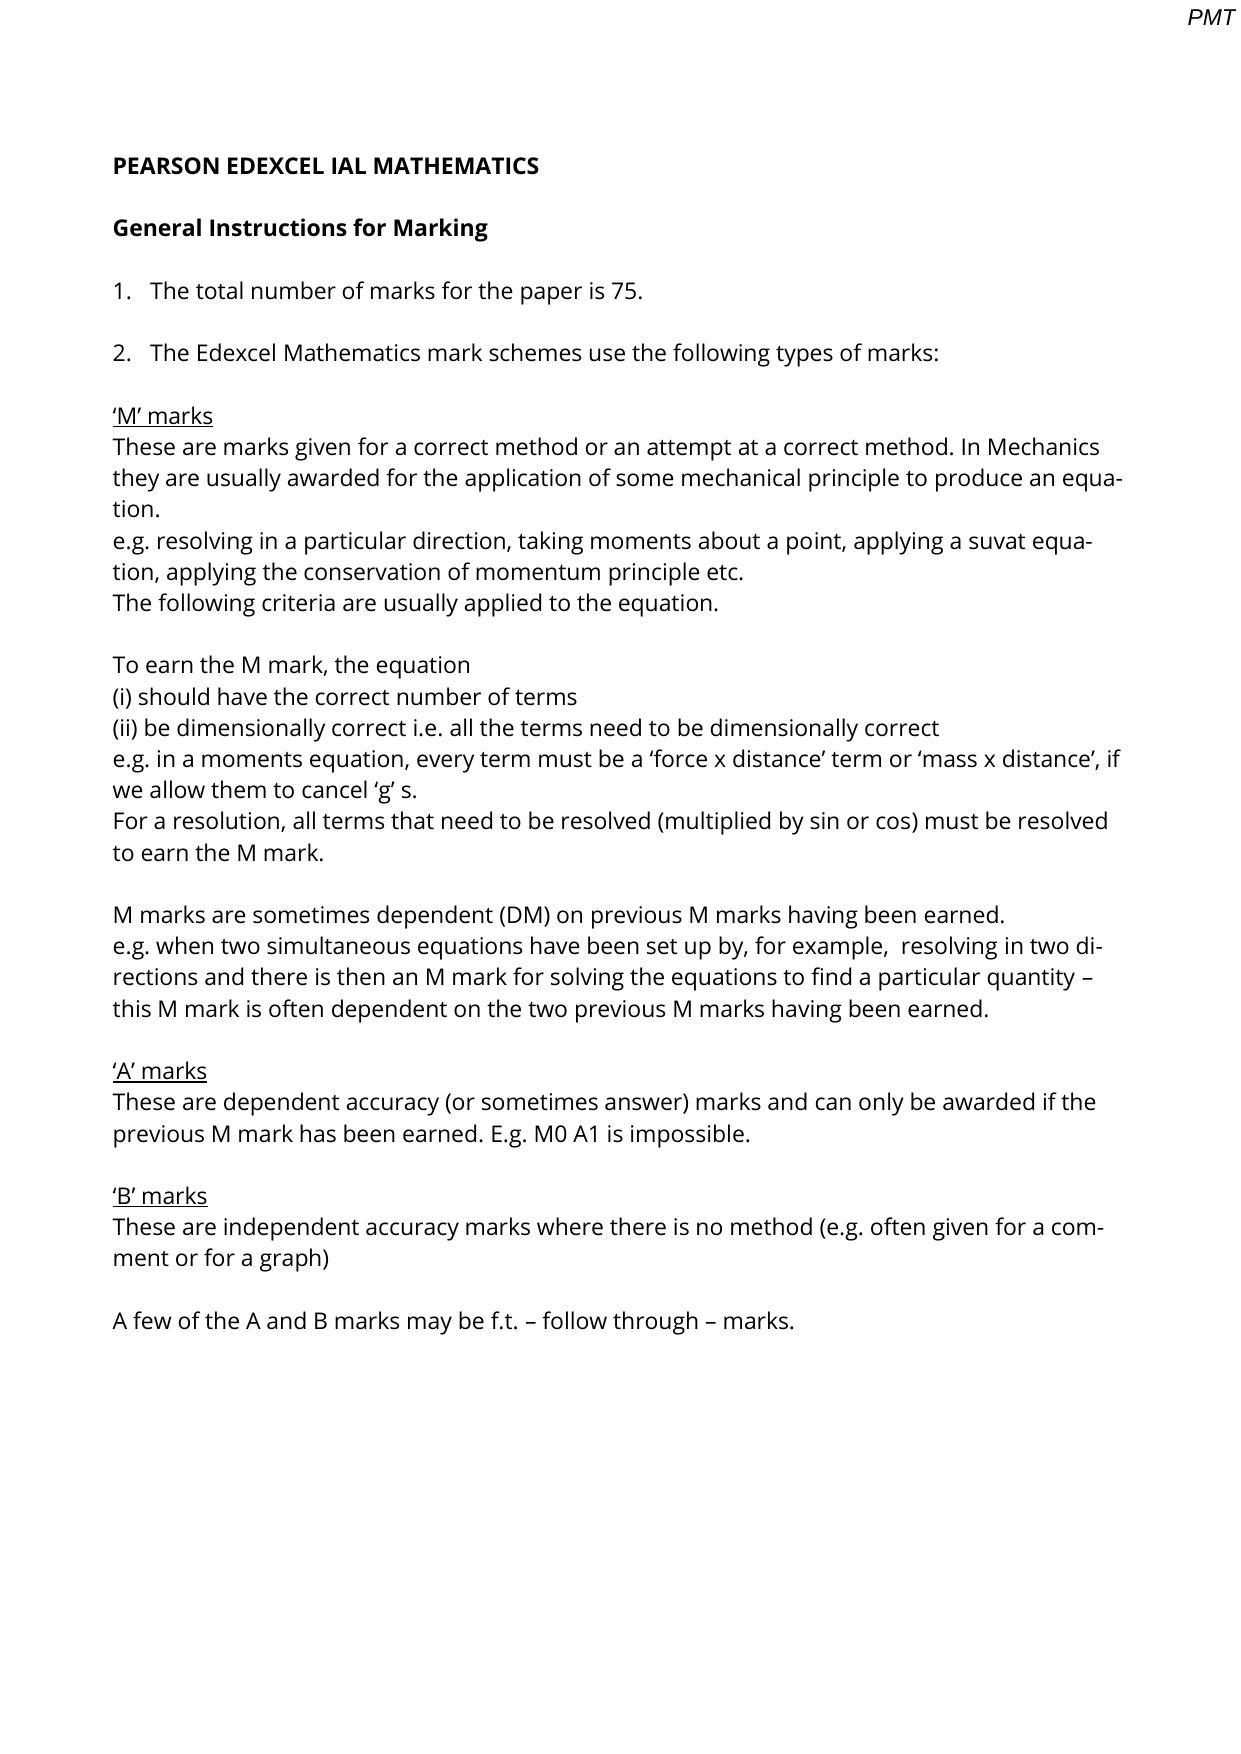 PMT
PEARSON EDEXCEL IAL MATHEMATICS
General Instructions for Marking
1. The total number of marks for the paper is 75.
2. The Edexcel Mathematics mark schemes use the following types of marks:
‘M’ marks
These are marks given for a correct method or an attempt at a correct method. In Mechanics
they are usually awarded for the application of some mechanical principle to produce an equa-
tion.
e.g. resolving in a particular direction, taking moments about a point, applying a suvat equa-
tion, applying the conservation of momentum principle etc.
The following criteria are usually applied to the equation.
To earn the M mark, the equation
(i) should have the correct number of terms
(ii) be dimensionally correct i.e. all the terms need to be dimensionally correct
e.g. in a moments equation, every term must be a ‘force x distance’ term or ‘mass x distance’, if
we allow them to cancel ‘g’ s.
For a resolution, all terms that need to be resolved (multiplied by sin or cos) must be resolved
to earn the M mark.
M marks are sometimes dependent (DM) on previous M marks having been earned.
e.g. when two simultaneous equations have been set up by, for example,  resolving in two di-
rections and there is then an M mark for solving the equations to find a particular quantity –
this M mark is often dependent on the two previous M marks having been earned.
‘A’ marks
These are dependent accuracy (or sometimes answer) marks and can only be awarded if the
previous M mark has been earned. E.g. M0 A1 is impossible.
‘B’ marks
These are independent accuracy marks where there is no method (e.g. often given for a com-
ment or for a graph)
A few of the A and B marks may be f.t. – follow through – marks.